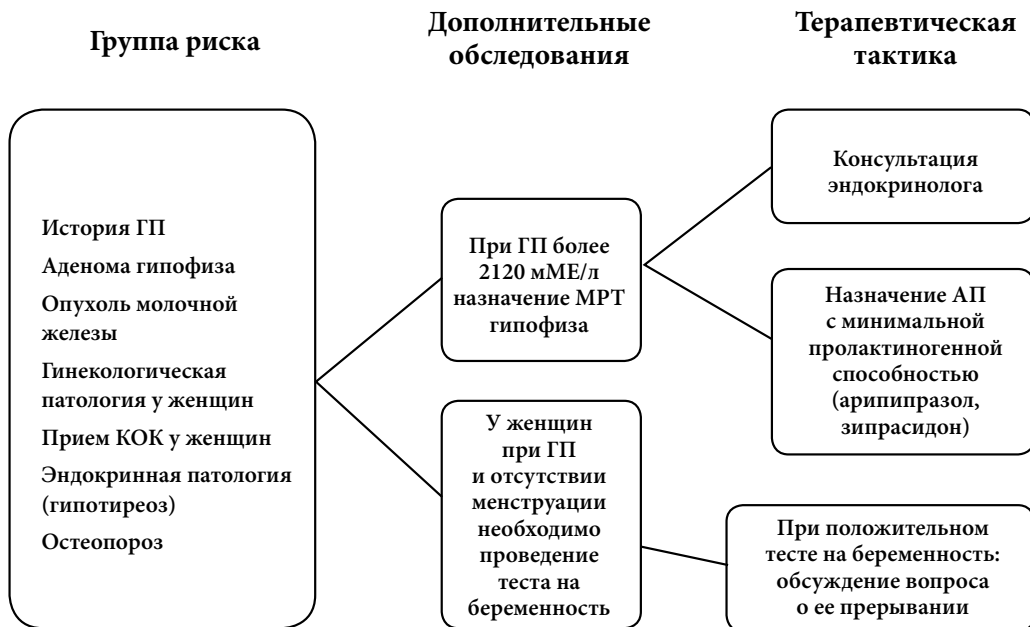 Группа риска
Дополнительные
обследования
Терапевтическая
тактика
История ГП
Аденома гипофиза
Опухоль молочной
железы
Гинекологическая
патология у женщин
Прием КОК у женщин
Эндокринная патология
(гипотиреоз)
Остеопороз
При ГП более
2120 мМЕ/л
назначение МРТ
гипофиза
У женщин
при ГП
и отсутствии
менструации
необходимо
проведение
теста на
беременность
Консультация
эндокринолога
Назначение АП
с минимальной
пролактиногенной
способностью
(арипипразол,
зипрасидон)
При положительном
тесте на беременность:
обсуждение вопроса
о ее прерывании